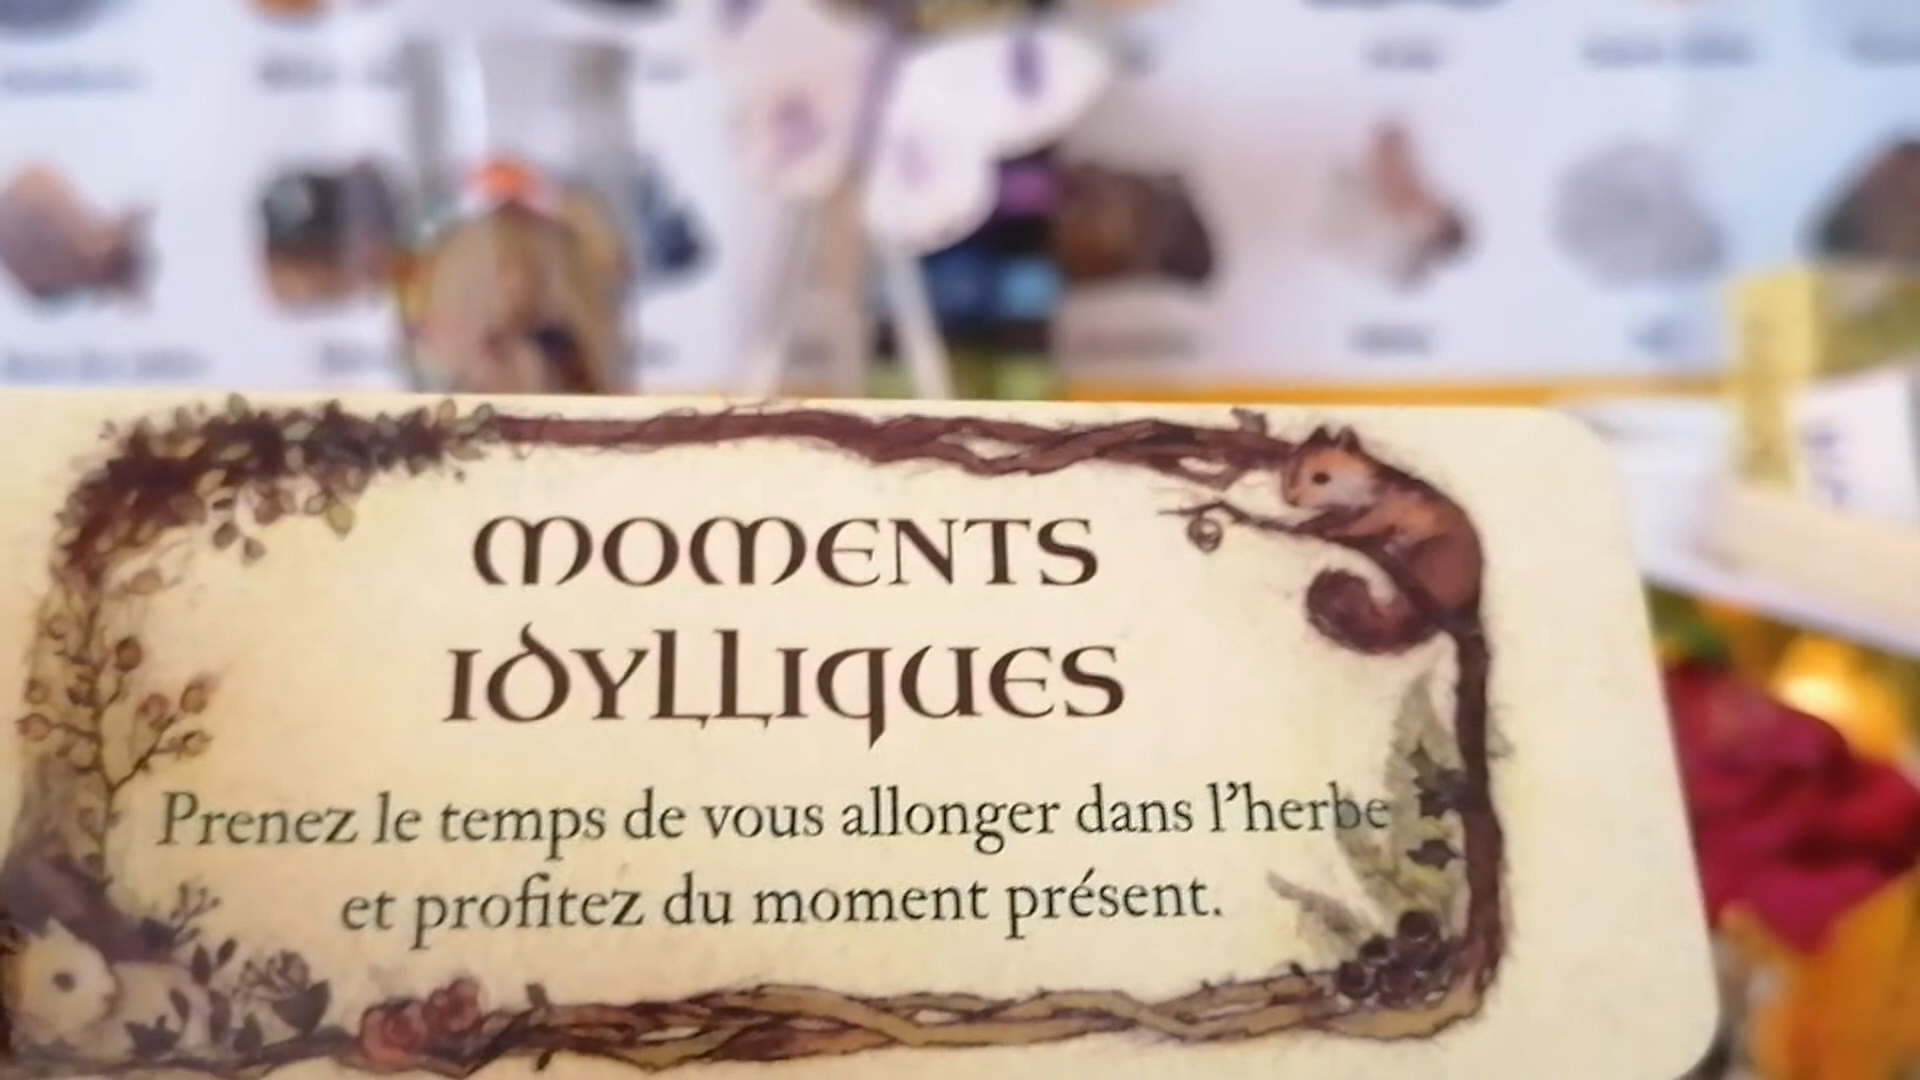 MOMENTS
IDYLLIQUES
Prenez le temps de vous allonger dans l'herbe
et profitez du moment présent.